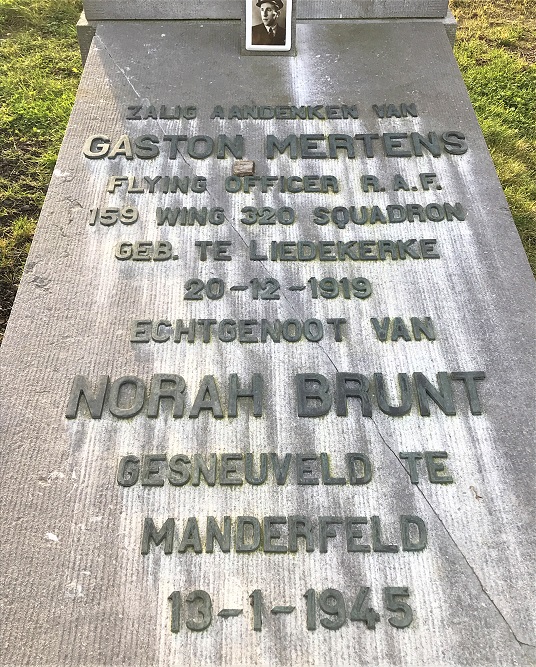 ZALIG AANDENKEN VAN
GASTON MERTENS
FLYING OFFICER R.A.F.
159 WING 320 SQUADRON
GEB. TE LIEDEKERKE
20-12-1919
ECHTGENOOT VAN
NORAH BRUNT
GESNEUVELD TE
MANDERFELD
13-1-1945